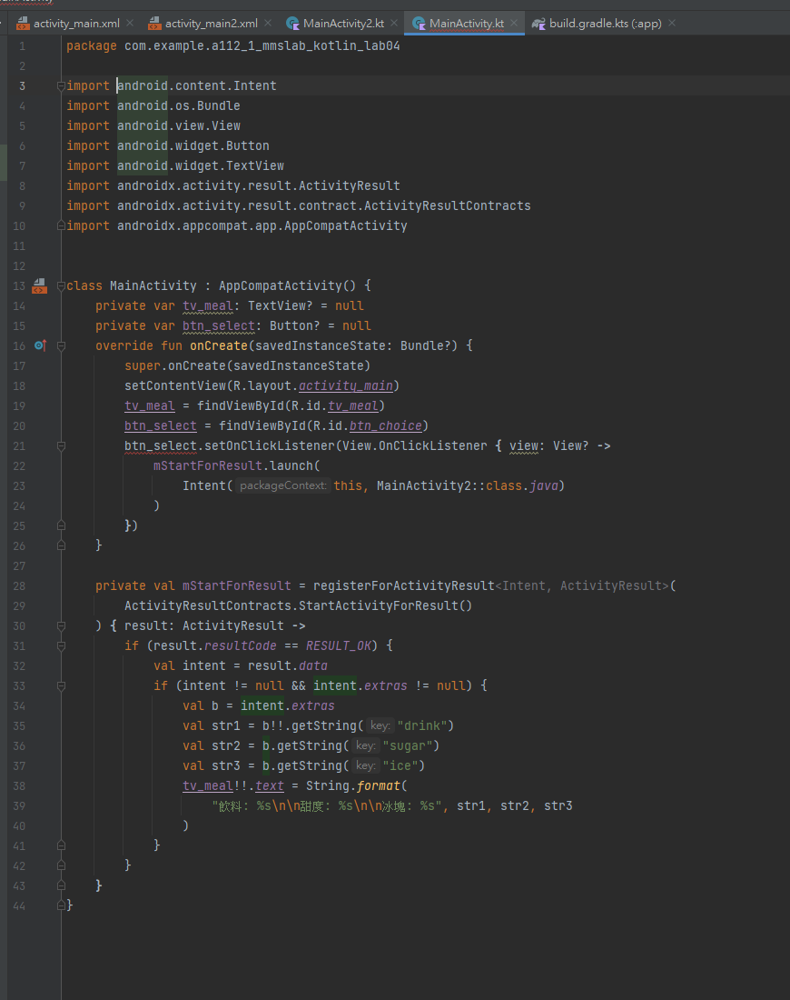 activity_main.xml activity_main2.xml MainActivity2.kt MainActivity.kt build.gradle.kts (:app)
1 package com.example.a112_1_mmslab_kotlin_lab04
2
3 import android.content.Intent
4 import android.os.Bundle
5 import android.view.View
6 import android.widget.Button
7 import android.widget.TextView
8 import androidx.activity.result.ActivityResult
9 import androidx.activity.result.contract.ActivityResultContracts
10 import androidx.appcompat.app.AppCompatActivity
11
12
13 class MainActivity : AppCompatActivity() {
14 private var tv_meal: TextView? = null
15 private var btn_select: Button? = null
16 override fun onCreate(savedInstanceState: Bundle?) {
17 super.onCreate(savedInstanceState)
18 setContentView(R.layout.activity_main)
19 tv_meal = findViewById(R.id.tv_meal)
20 btn_select = findViewById(R.id.btn_choice)
21 btn_select.setOnClickListener(View.OnClickListener { view: View? ->
22 mStartForResult.launch(
23 Intent( packageContext: this, MainActivity2::class.java)
24 )
25 })
26 }
27
28 private val mStartForResult = registerForActivityResult<Intent, ActivityResult>(
29 ActivityResultContracts.StartActivityForResult()
30 ) { result: ActivityResult ->
31 if (result.resultCode == RESULT_OK) {
32 val intent = result.data
33 if (intent != null && intent.extras != null) {
34 val b = intent.extras
35 val str1 = b!!.getString( key: "drink")
36 val str2 = b.getString( key: "sugar")
37 val str3 = b.getString( key: "ice")
38 tv_meal!!.text = String.format(
39 "飲料: %s\n\n甜度: %s\n\n冰塊: %s", str1, str2, str3
40 )
41 }
42 }
43 }
44 }